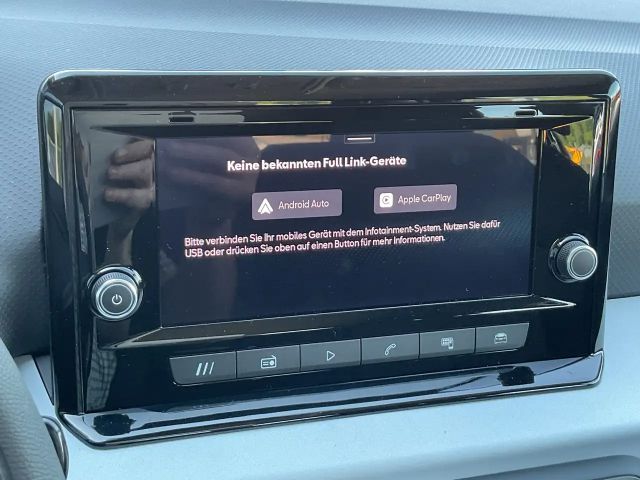 Keine bekannten Full Link-Geräte
Android Auto
Apple CarPlay
Bitte verbinden Sie Ihr mobiles Gerät mit dem Infotainment-System. Nutzen Sie dafür
USB oder drücken Sie oben auf einen Button für mehr Informationen.